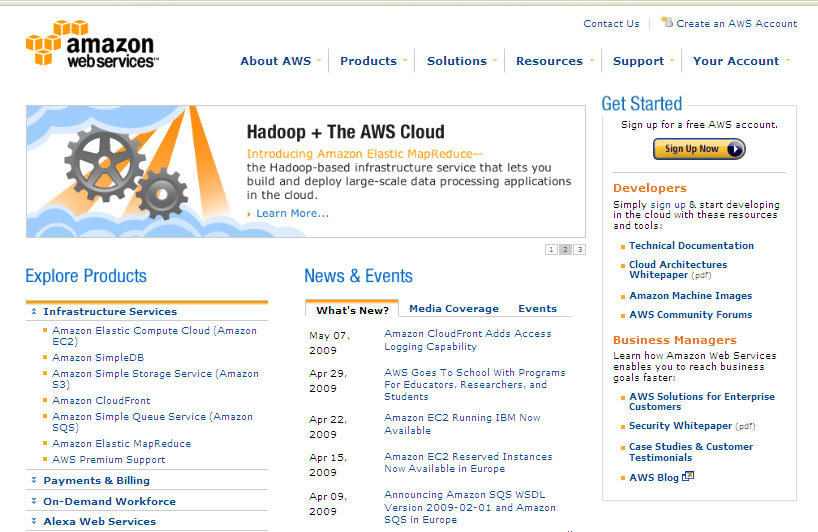 Contact Us
Create an AWS Account
amazon
webservices™
About AWS
Products
Solutions
Resources
Support
Your Account
Hadoop + The AWS Cloud
Introducing Amazon Elastic MapReduce—
the Hadoop-based infrastructure service that lets you
build and deploy large-scale data processing applications
in the cloud.
› Learn More...
1 2 3
Get Started
Sign up for a free AWS account.
Sign Up Now
Developers
Simply sign up & start developing
in the cloud with these resources
and tools:
Technical Documentation
Cloud Architectures
Whitepaper (pdf)
Amazon Machine Images
AWS Community Forums
Business Managers
Learn how Amazon Web Services
enables you to reach business
goals faster:
AWS Solutions for Enterprise
Customers
Security Whitepaper (pdf)
Case Studies & Customer
Testimonials
AWS Blog
Explore Products
Infrastructure Services
Amazon Elastic Compute Cloud (Amazon
EC2)
Amazon SimpleDB
Amazon Simple Storage Service (Amazon
S3)
Amazon CloudFront
Amazon Simple Queue Service (Amazon
SQS)
Amazon Elastic MapReduce
AWS Premium Support
Payments & Billing
On-Demand Workforce
Alexa Web Services
News & Events
What's New?
Media Coverage
Events
May 07,
2009
Amazon CloudFront Adds Access
Logging Capability
Apr 29,
2009
AWS Goes To School With Programs
For Educators, Researchers, and
Students
Apr 22,
2009
Amazon EC2 Running IBM Now
Available
Apr 15,
2009
Amazon EC2 Reserved Instances
Now Available in Europe
Apr 09,
2009
Announcing Amazon SQS WSDL
Version 2009-02-01 and Amazon
SQS in Europe